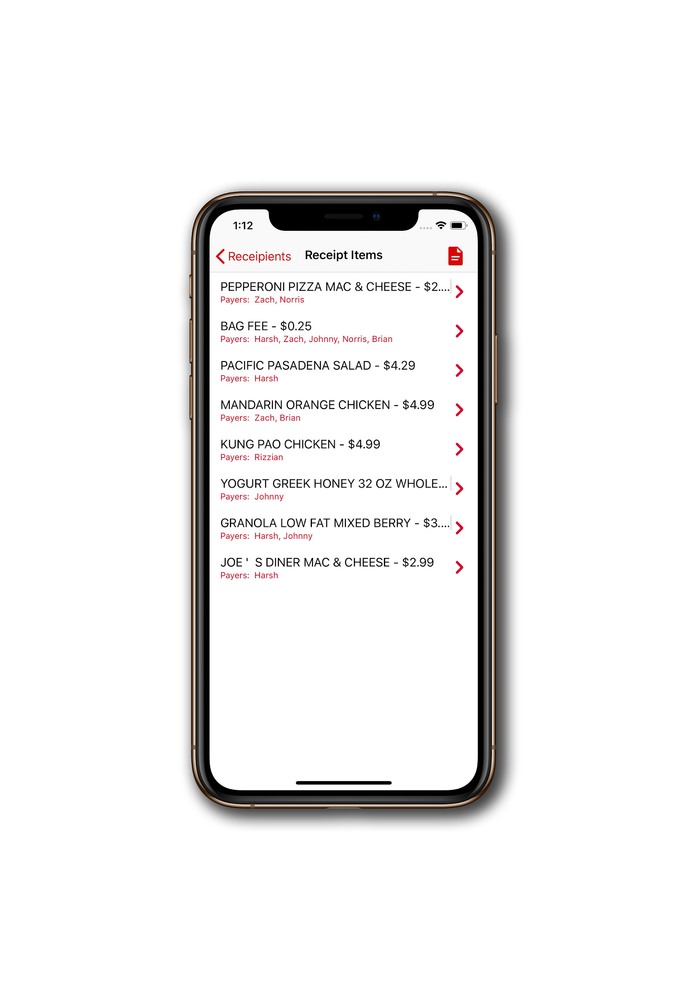 1:12
Receipients
Receipt Items
PEPPERONI PIZZA MAC & CHEESE - $2....
Payers: Zach, Norris
BAG FEE - $0.25
Payers: Harsh, Zach, Johnny, Norris, Brian
PACIFIC PASADENA SALAD - $4.29
Payers: Harsh
MANDARIN ORANGE CHICKEN - $4.99
Payers: Zach, Brian
KUNG PAO CHICKEN - $4.99
Payers: Rizzian
YOGURT GREEK HONEY 32 OZ WHOLE...
Payers: Johnny
GRANOLA LOW FAT MIXED BERRY - $3....
Payers: Harsh, Johnny
JOE ' S DINER MAC & CHEESE - $2.99
Payers: Harsh